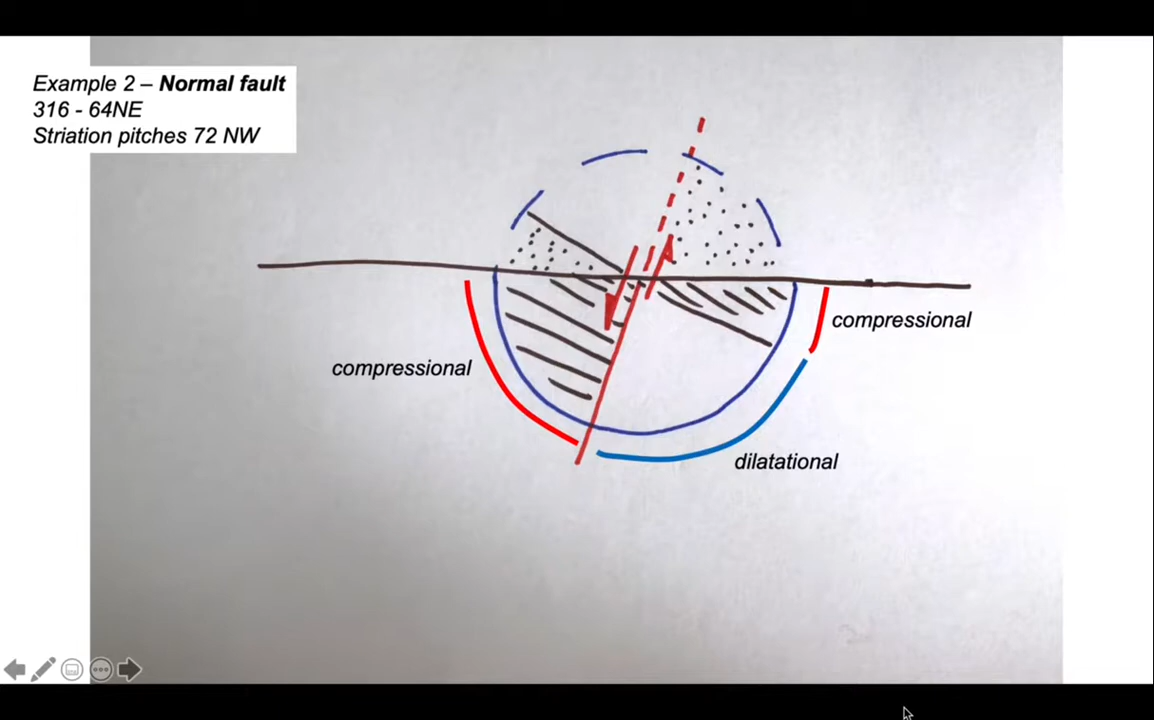 Example 2 – Normal fault
316 - 64NE
Striation pitches 72 NW
compressional
compressional
dilatational